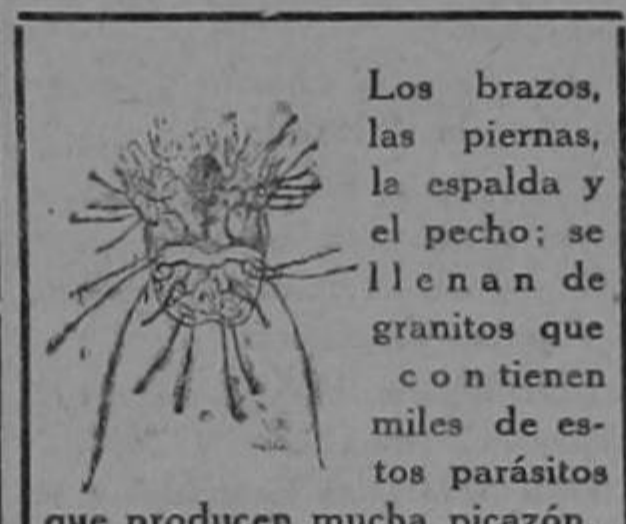 Los brazos,
las piernas,
la espalda y
el pecho; se
llenan de
granitos que
contienen
miles de es-
tos parásitos
que producen mucha picazón